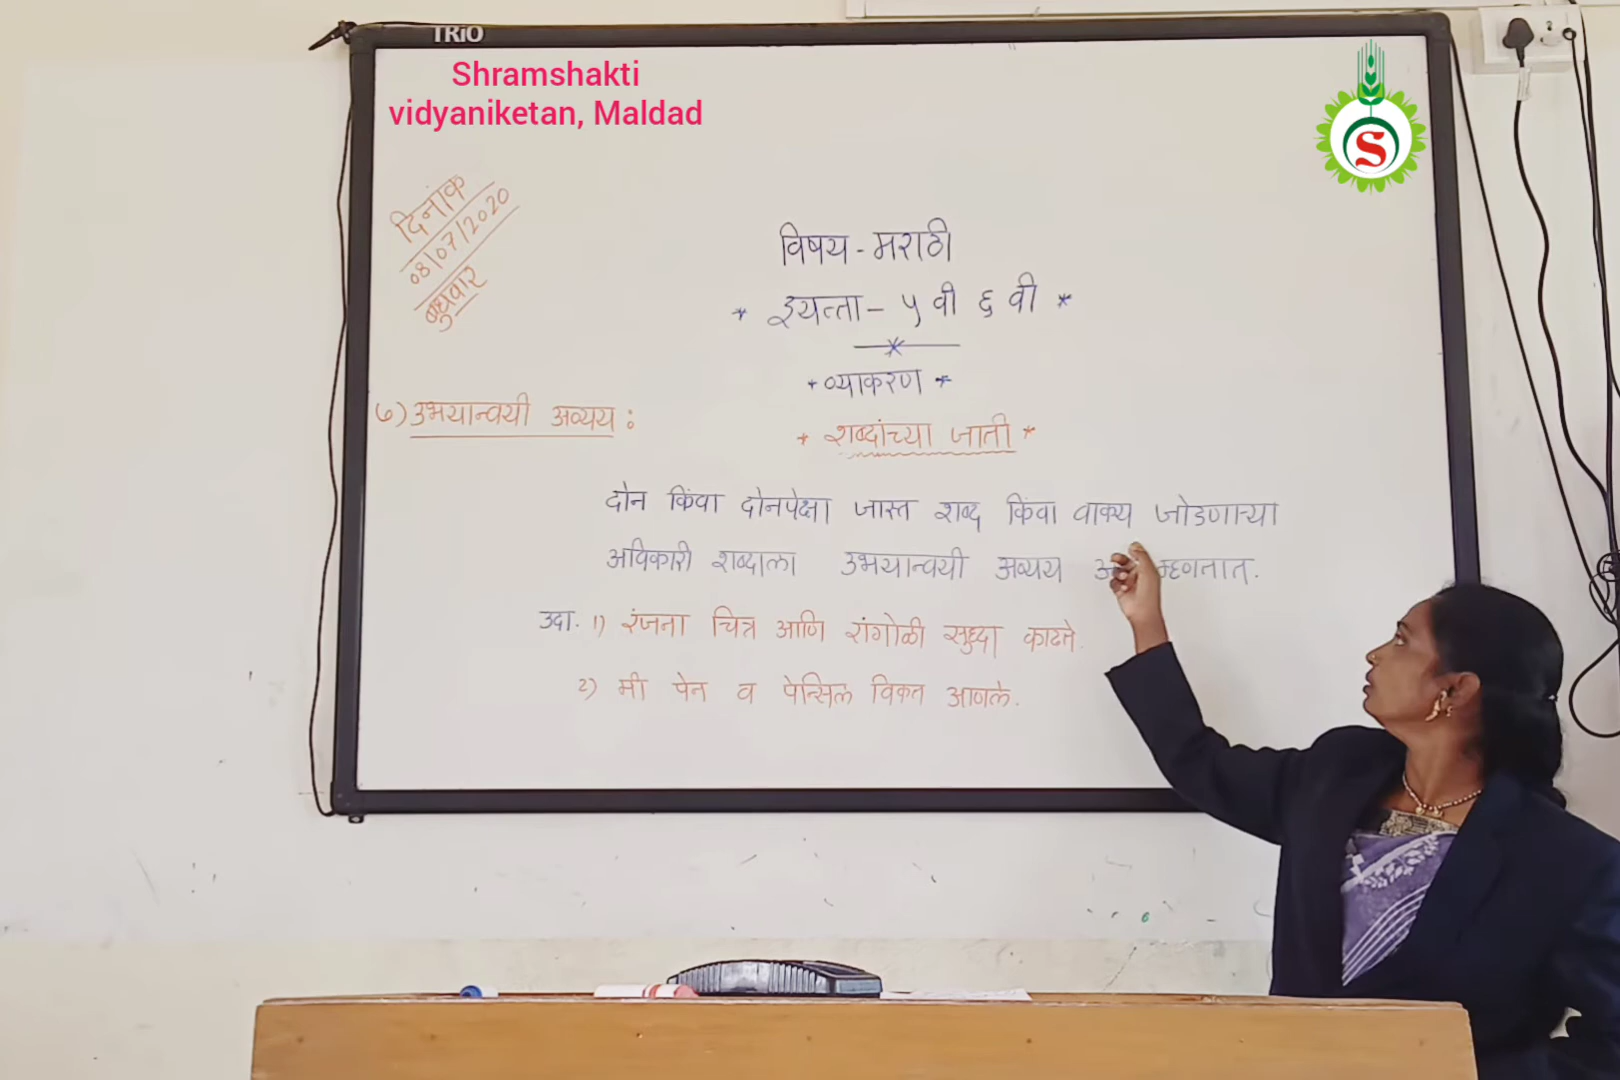 TRiO
Shramshakti
vidyaniketan, Maldad
S
दिनांक
08/07/2020
बुधवार
विषय - मराठी
* इयत्ता - ५ वी ६ वी *
* व्याकरण *
* शब्दांच्या जाती *
७) उभयान्वयी अव्यय :
दोन किंवा दोनपेक्षा जास्त शब्द किंवा वाक्य जोडणाऱ्या
अविकारी शब्दाला उभयान्वयी अव्यय म्हणतात.
उदा. १) रंजना चित्र आणि रांगोळी सुध्दा काढते.
२) मी पेन व पेन्सिल विकत आणले.